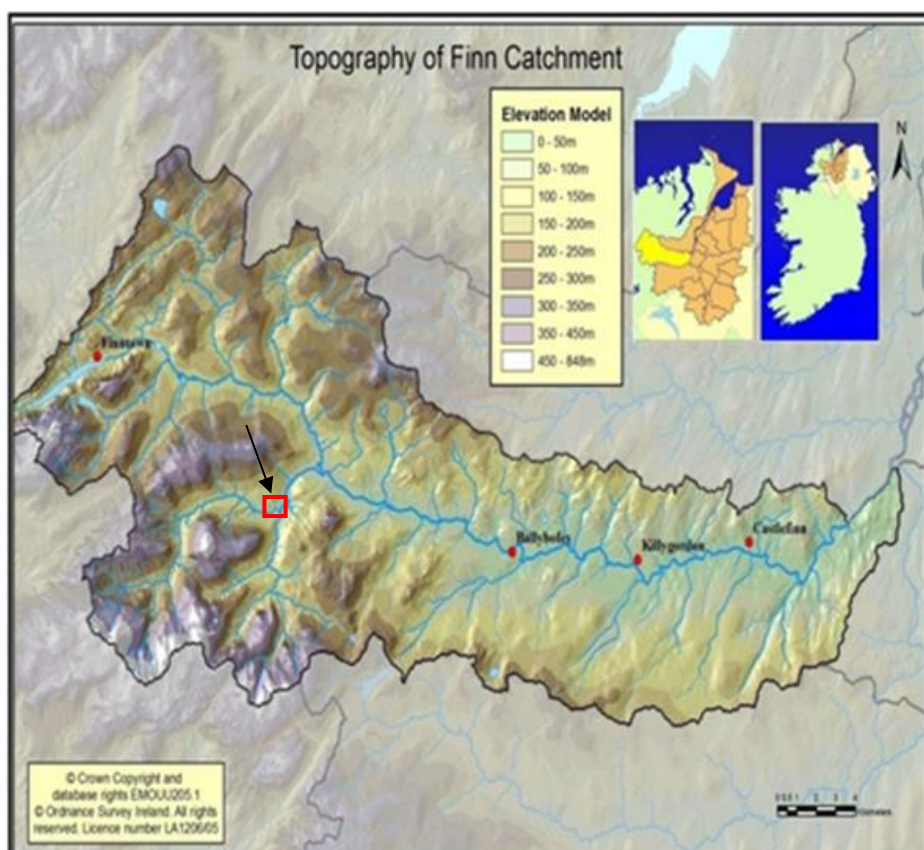 Topography of Finn Catchment
Elevation Model
0 - 50m
50 - 100m
100 - 150m
150 - 200m
200 - 250m
250 - 300m
300 - 350m
350 - 450m
450 - 848m
N
Fintown
Ballybofey
Killygordon
Castlefinn
© Crown Copyright and
database rights EMOUU205.1
© Ordnance Survey Ireland. All rights
reserved. Licence number LA1206/05